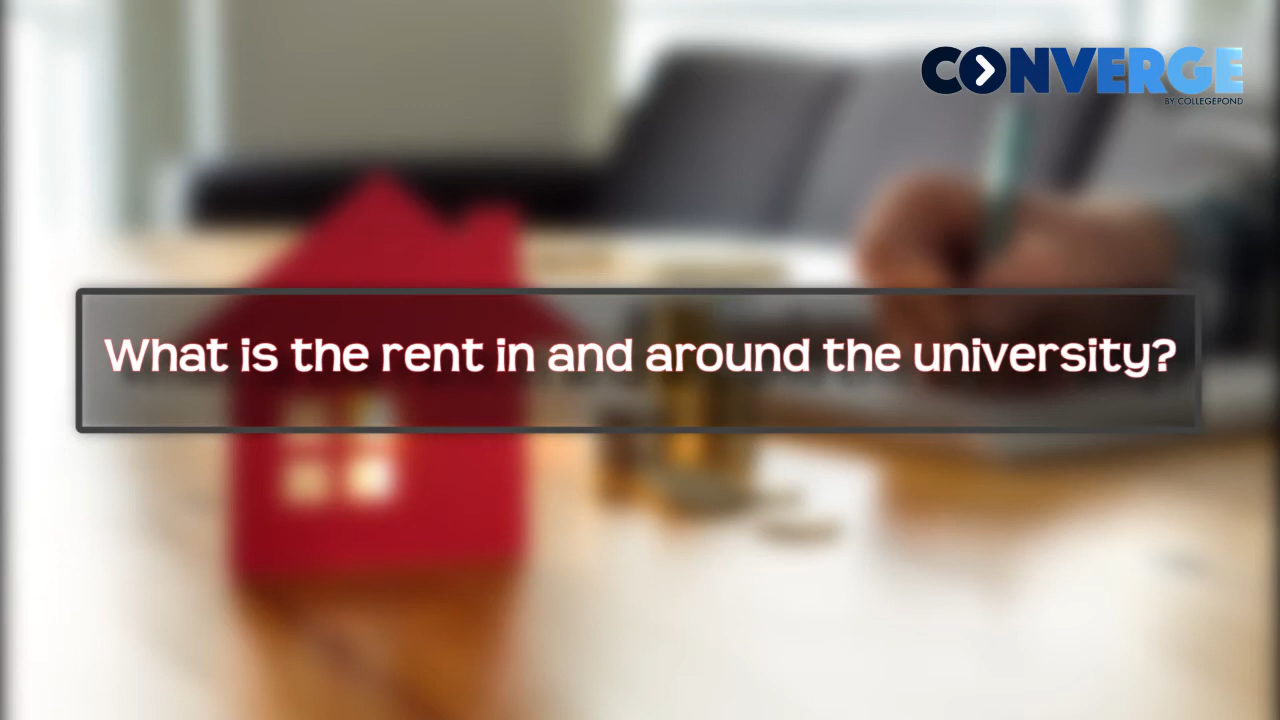 CONVERGE
BY COLLEGEPOND
What is the rent in and around the university?